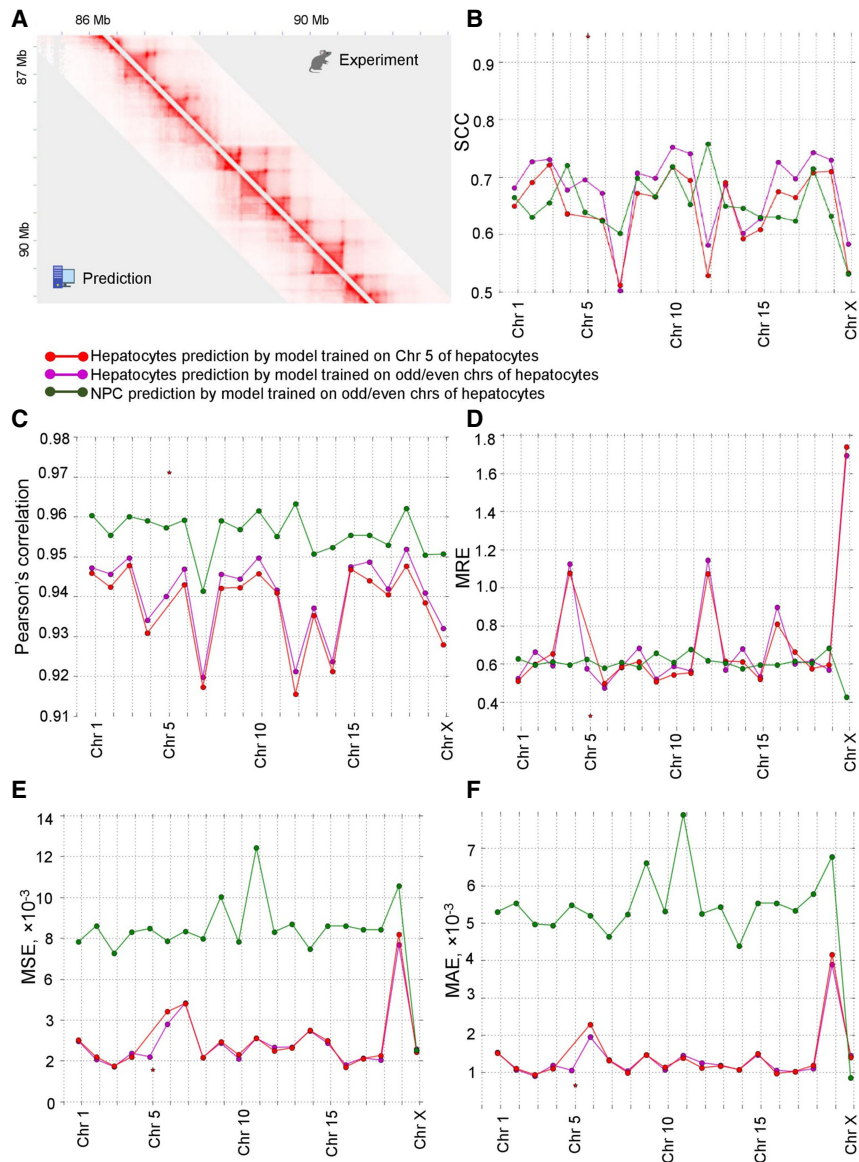 A
86 Mb
90 Mb
87 Mb
90 Mb
Experiment
Prediction
B
SCC
0.9
0.8
0.7
0.6
0.5
Chr 1
Chr 5
Chr 10
Chr 15
Chr X
Hepatocytes prediction by model trained on Chr 5 of hepatocytes
Hepatocytes prediction by model trained on odd/even chrs of hepatocytes
NPC prediction by model trained on odd/even chrs of hepatocytes
C
Pearson's correlation
0.98
0.97
0.96
0.95
0.94
0.93
0.92
0.91
Chr 1
Chr 5
Chr 10
Chr 15
Chr X
D
MRE
1.8
1.6
1.4
1.2
1.0
0.8
0.6
0.4
Chr 1
Chr 5
Chr 10
Chr 15
Chr X
E
MSE, ×10-3
14
12
10
8
6
3
2
0
Chr 1
Chr 5
Chr 10
Chr 15
Chr X
F
MAE, ×10-3
7
6
5
4
3
2
1
Chr 1
Chr 5
Chr 10
Chr 15
Chr X